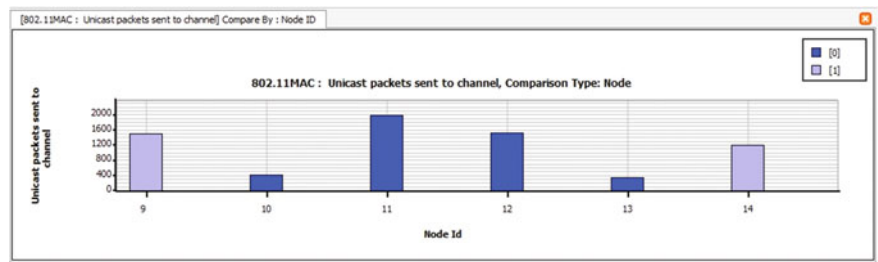 [802.11MAC : Unicast packets sent to channel] Compare By : Node ID
[0]
[1]
802.11MAC : Unicast packets sent to channel, Comparison Type: Node
Unicast packets sent to
channel
2000
1600
1200
800
400
0
9 10 11 12 13 14
Node Id